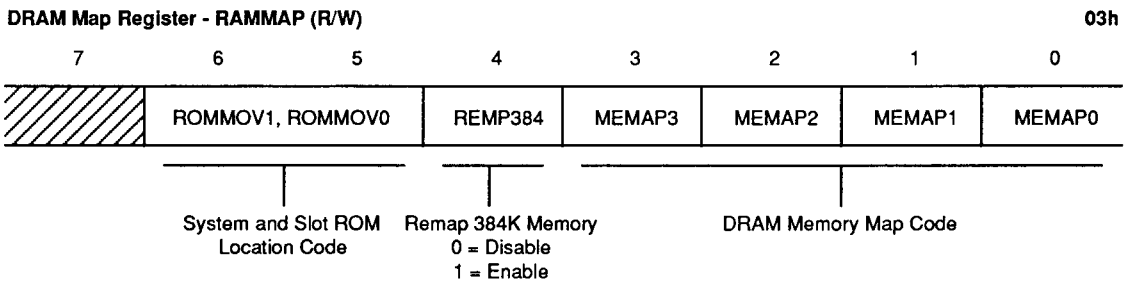 DRAM Map Register - RAMMAP (R/W) 03h
7 6 5 4 3 2 1 0
ROMMOV1, ROMMOV0 REMP384 MEMAP3 MEMAP2 MEMAP1 MEMAP0
System and Slot ROM Remap 384K Memory DRAM Memory Map Code
Location Code 0 = Disable
1 = Enable